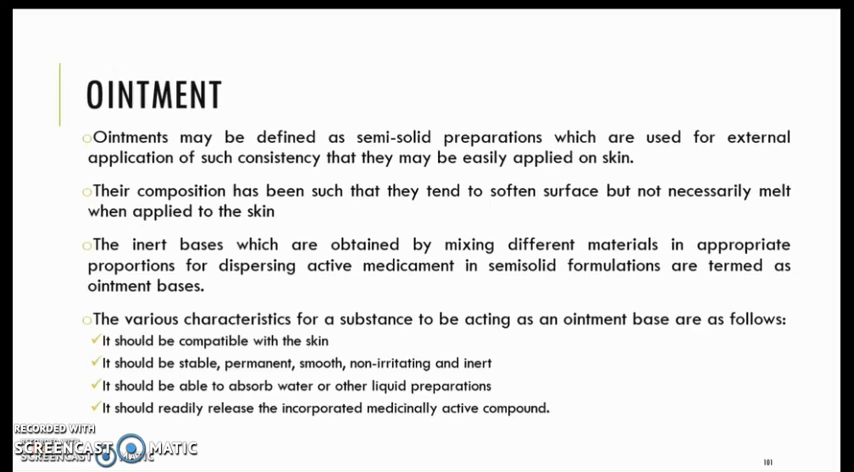 OINTMENT
Ointments may be defined as semi-solid preparations which are used for external
application of such consistency that they may be easily applied on skin.
Their composition has been such that they tend to soften surface but not necessarily melt
when applied to the skin
The inert bases which are obtained by mixing different materials in appropriate
proportions for dispersing active medicament in semisolid formulations are termed as
ointment bases.
The various characteristics for a substance to be acting as an ointment base are as follows:
It should be compatible with the skin
It should be stable, permanent, smooth, non-irritating and inert
It should be able to absorb water or other liquid preparations
It should readily release the incorporated medicinally active compound.
RECORDED WITH
SCREENCAST MATIC
SCREENCAST MATIC
101